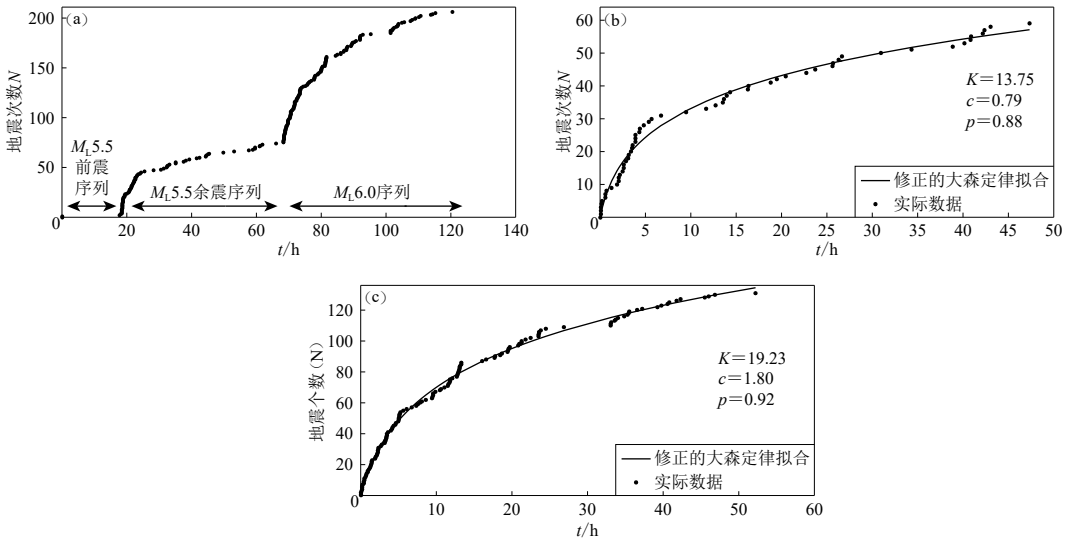 (a)
地震次数N
200
150
100
50
0
M_L5.5
前震
序列
M_L5.5余震序列
M_L6.0序列
0 20 40 60 80 100 120 140
t/h
(b)
地震次数N
60
50
40
30
20
10
0
K=13.75
c=0.79
p=0.88
修正的大森定律拟合
实际数据
5 10 15 20 25 30 35 40 45 50
t/h
(c)
地震个数(N)
120
100
80
60
40
20
0
K=19.23
c=1.80
p=0.92
修正的大森定律拟合
实际数据
10 20 30 40 50 60
t/h